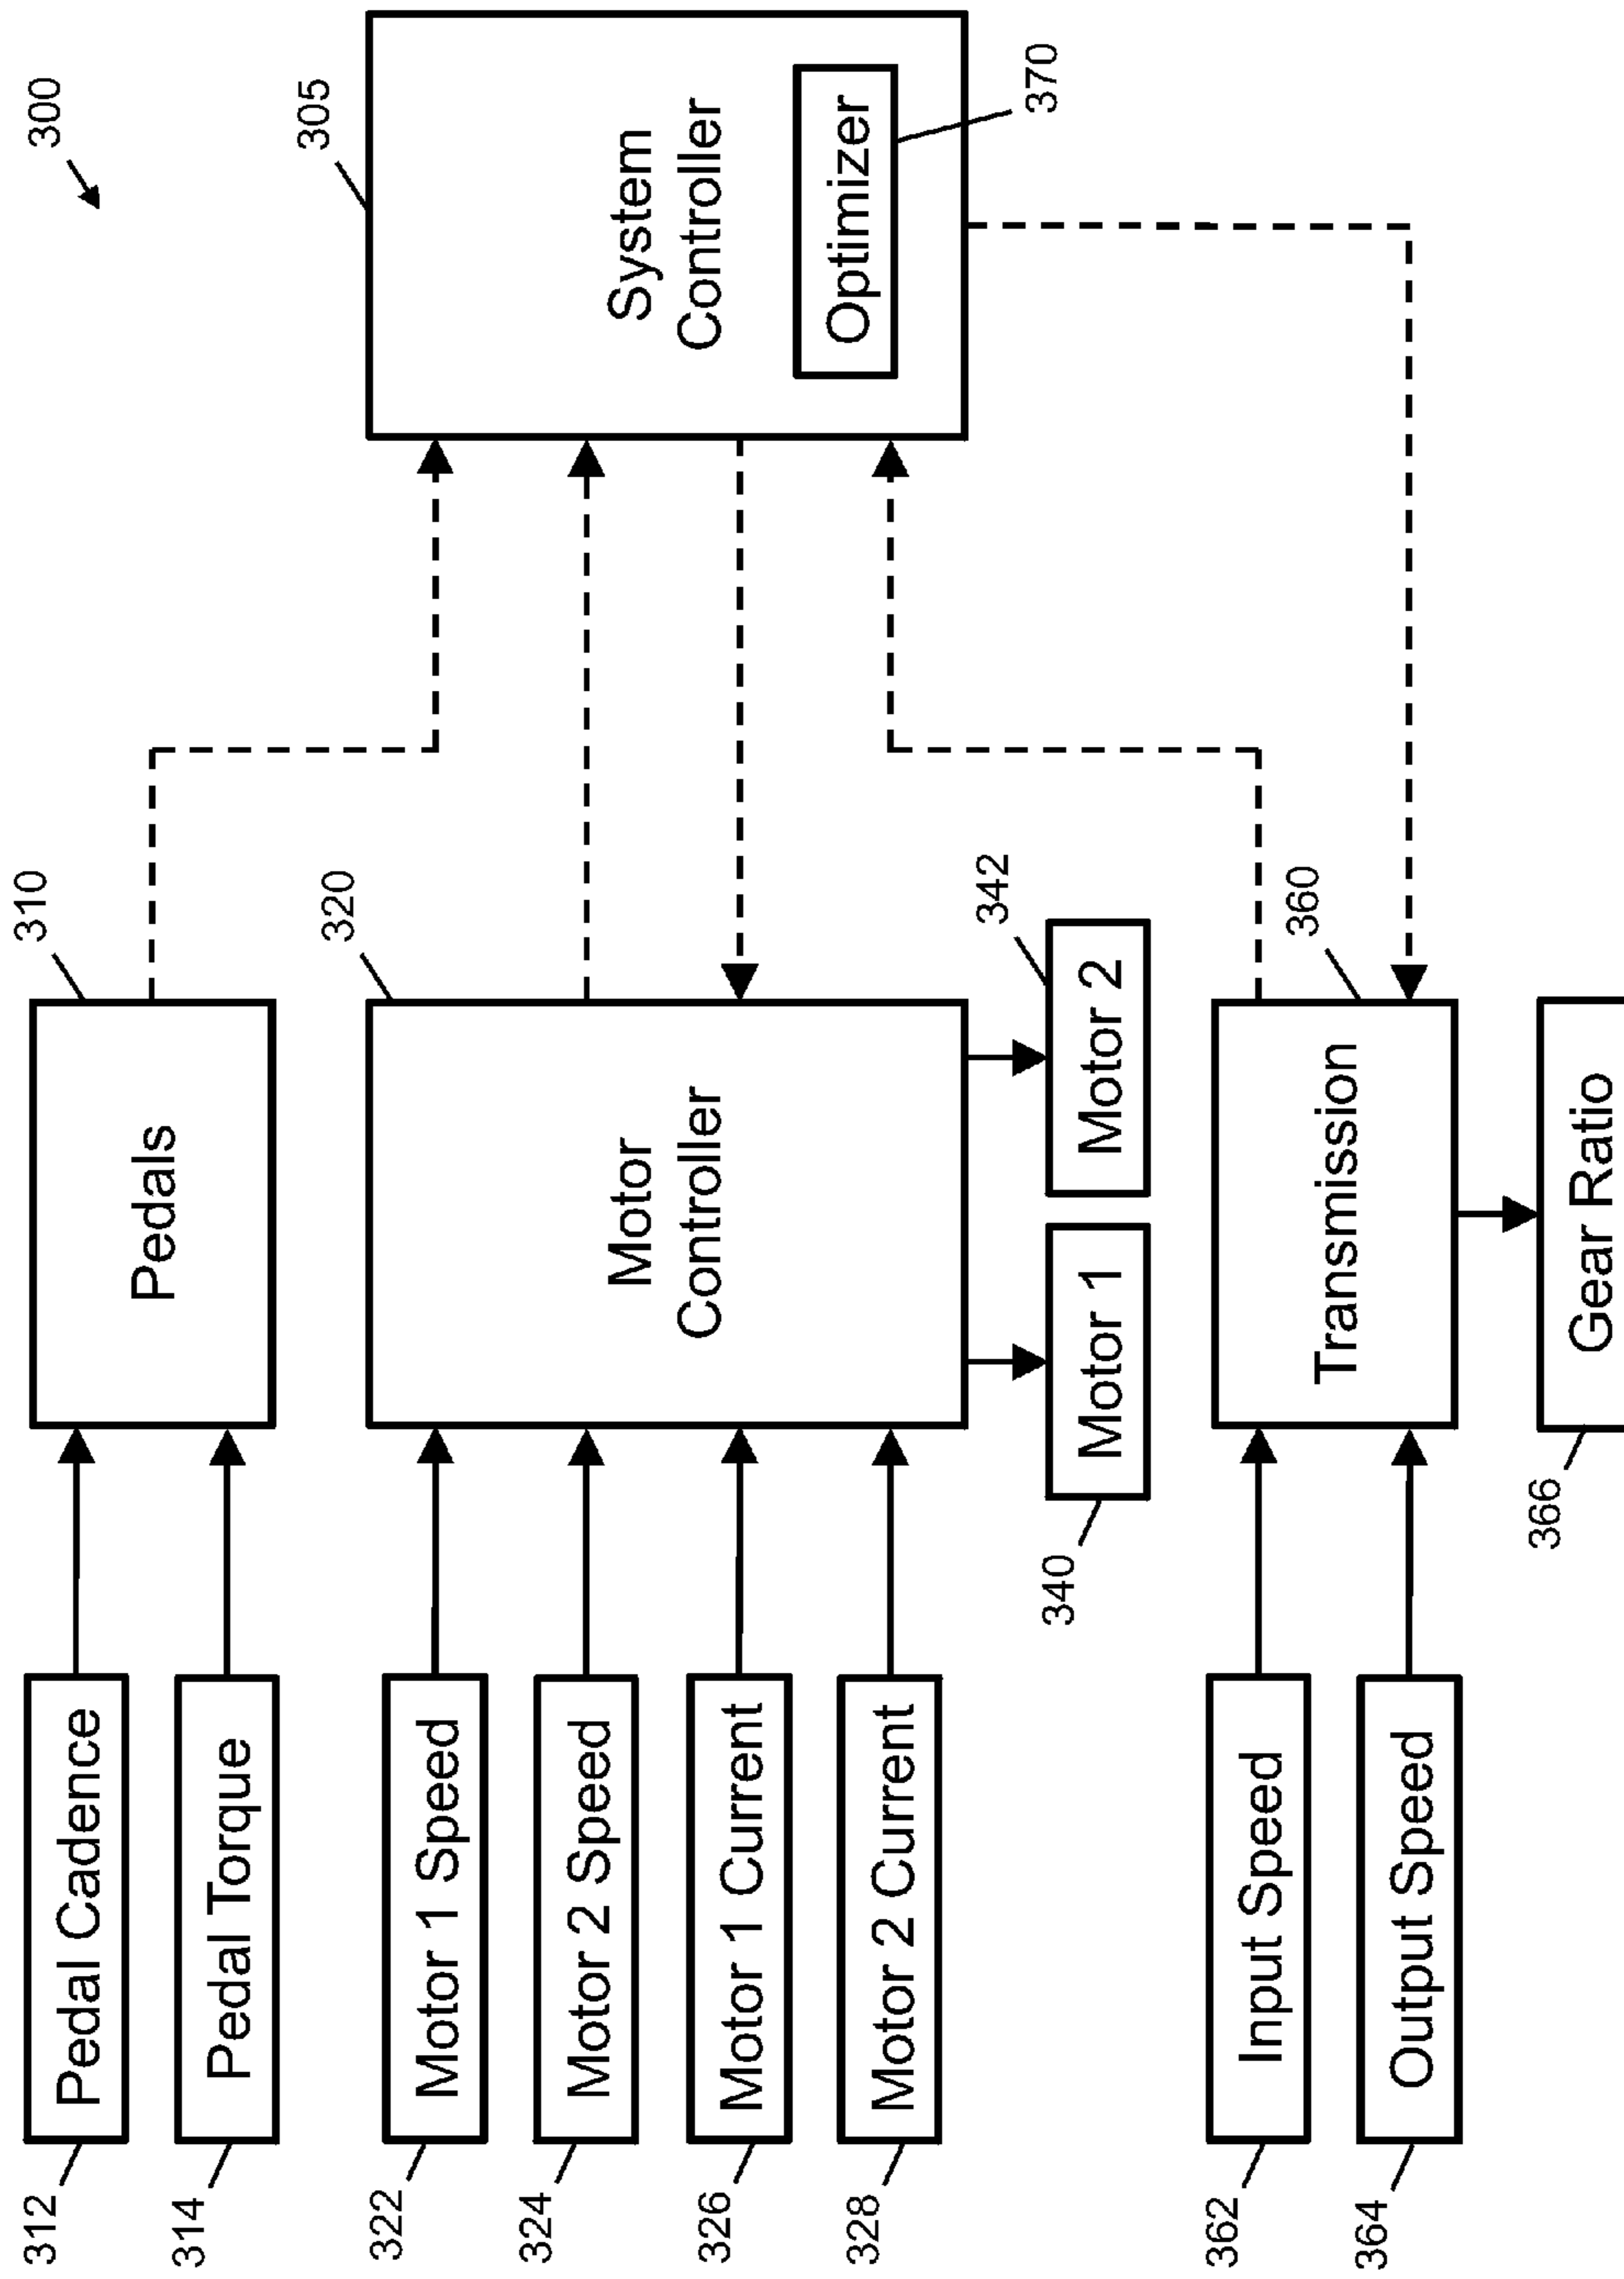 300
312
Pedal Cadence
314
Pedal Torque
310
Pedals
322
Motor 1 Speed
324
Motor 2 Speed
326
Motor 1 Current
328
Motor 2 Current
320
Motor
Controller
340
Motor 1
342
Motor 2
305
System
Controller
Optimizer
370
362
Input Speed
364
Output Speed
360
Transmission
366
Gear Ratio